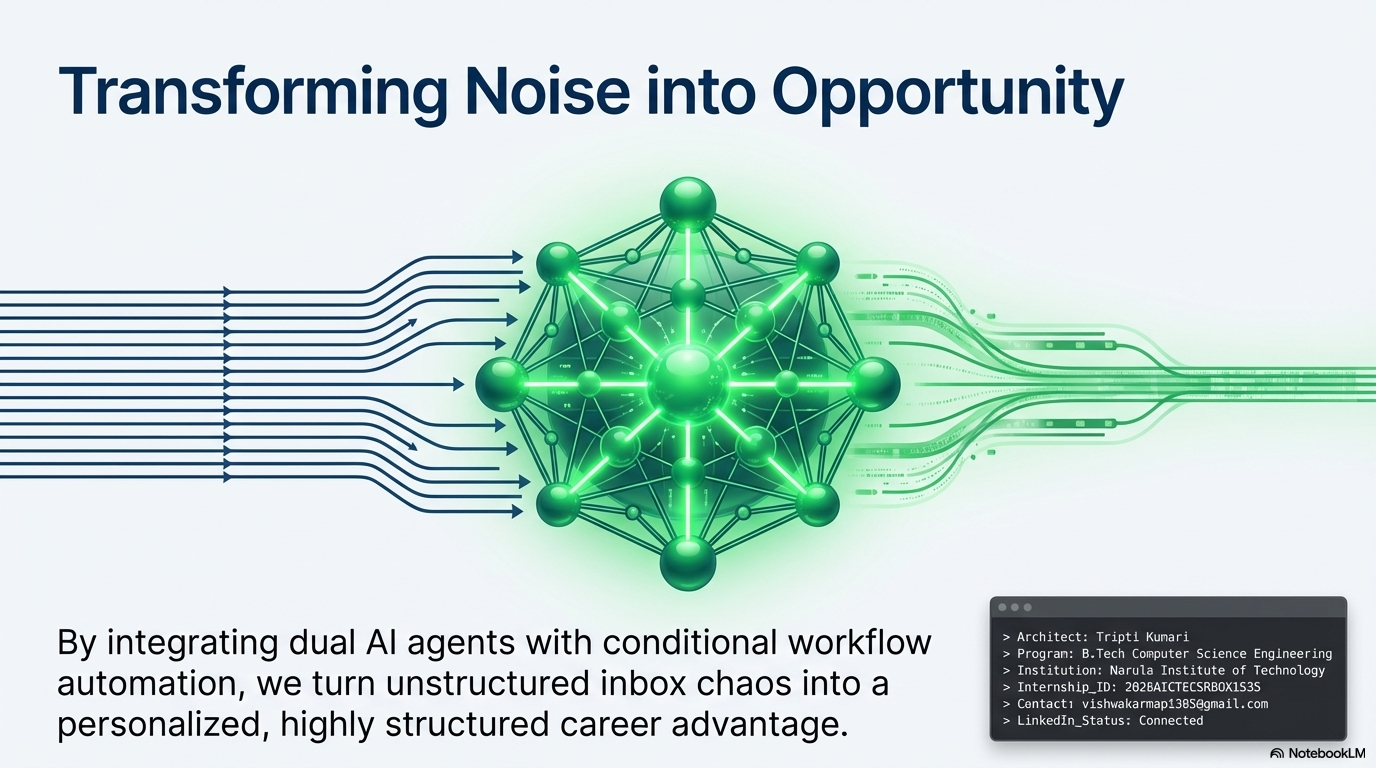 Transforming Noise into Opportunity
By integrating dual AI agents with conditional workflow
automation, we turn unstructured inbox chaos into a
personalized, highly structured career advantage.
> Architect: Tripti Kumari
> Program: B.Tech Computer Science Engineering
> Institution: Narula Institute of Technology
> Internship_ID: 202BAICTECSRBOX1S3S
> Contact: vishwakarmap138S@gmail.com
> LinkedIn_Status: Connected
NotebookLM